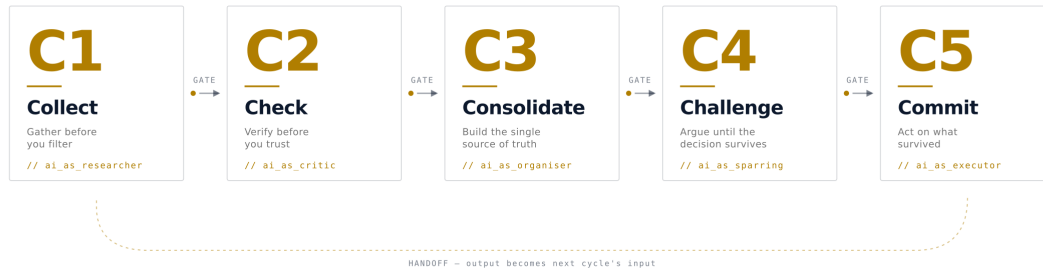 C1
Collect
Gather before
you filter
// ai_as_researcher
GATE
C2
Check
Verify before
you trust
// ai_as_critic
GATE
C3
Consolidate
Build the single
source of truth
// ai_as_organiser
GATE
C4
Challenge
Argue until the
decision survives
// ai_as_sparring
GATE
C5
Commit
Act on what
survived
// ai_as_executor
HANDOFF — output becomes next cycle's input